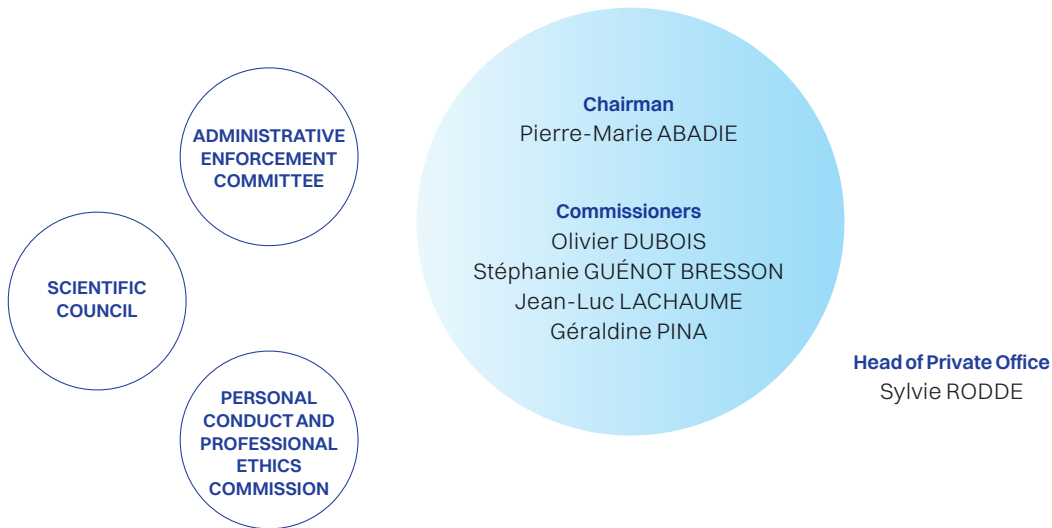 ADMINISTRATIVE
ENFORCEMENT
COMMITTEE
SCIENTIFIC
COUNCIL
PERSONAL
CONDUCT AND
PROFESSIONAL
ETHICS
COMMISSION
Chairman
Pierre-Marie ABADIE
Commissioners
Olivier DUBOIS
Stéphanie GUÉNOT BRESSON
Jean-Luc LACHAUME
Géraldine PINA
Head of Private Office
Sylvie RODDE